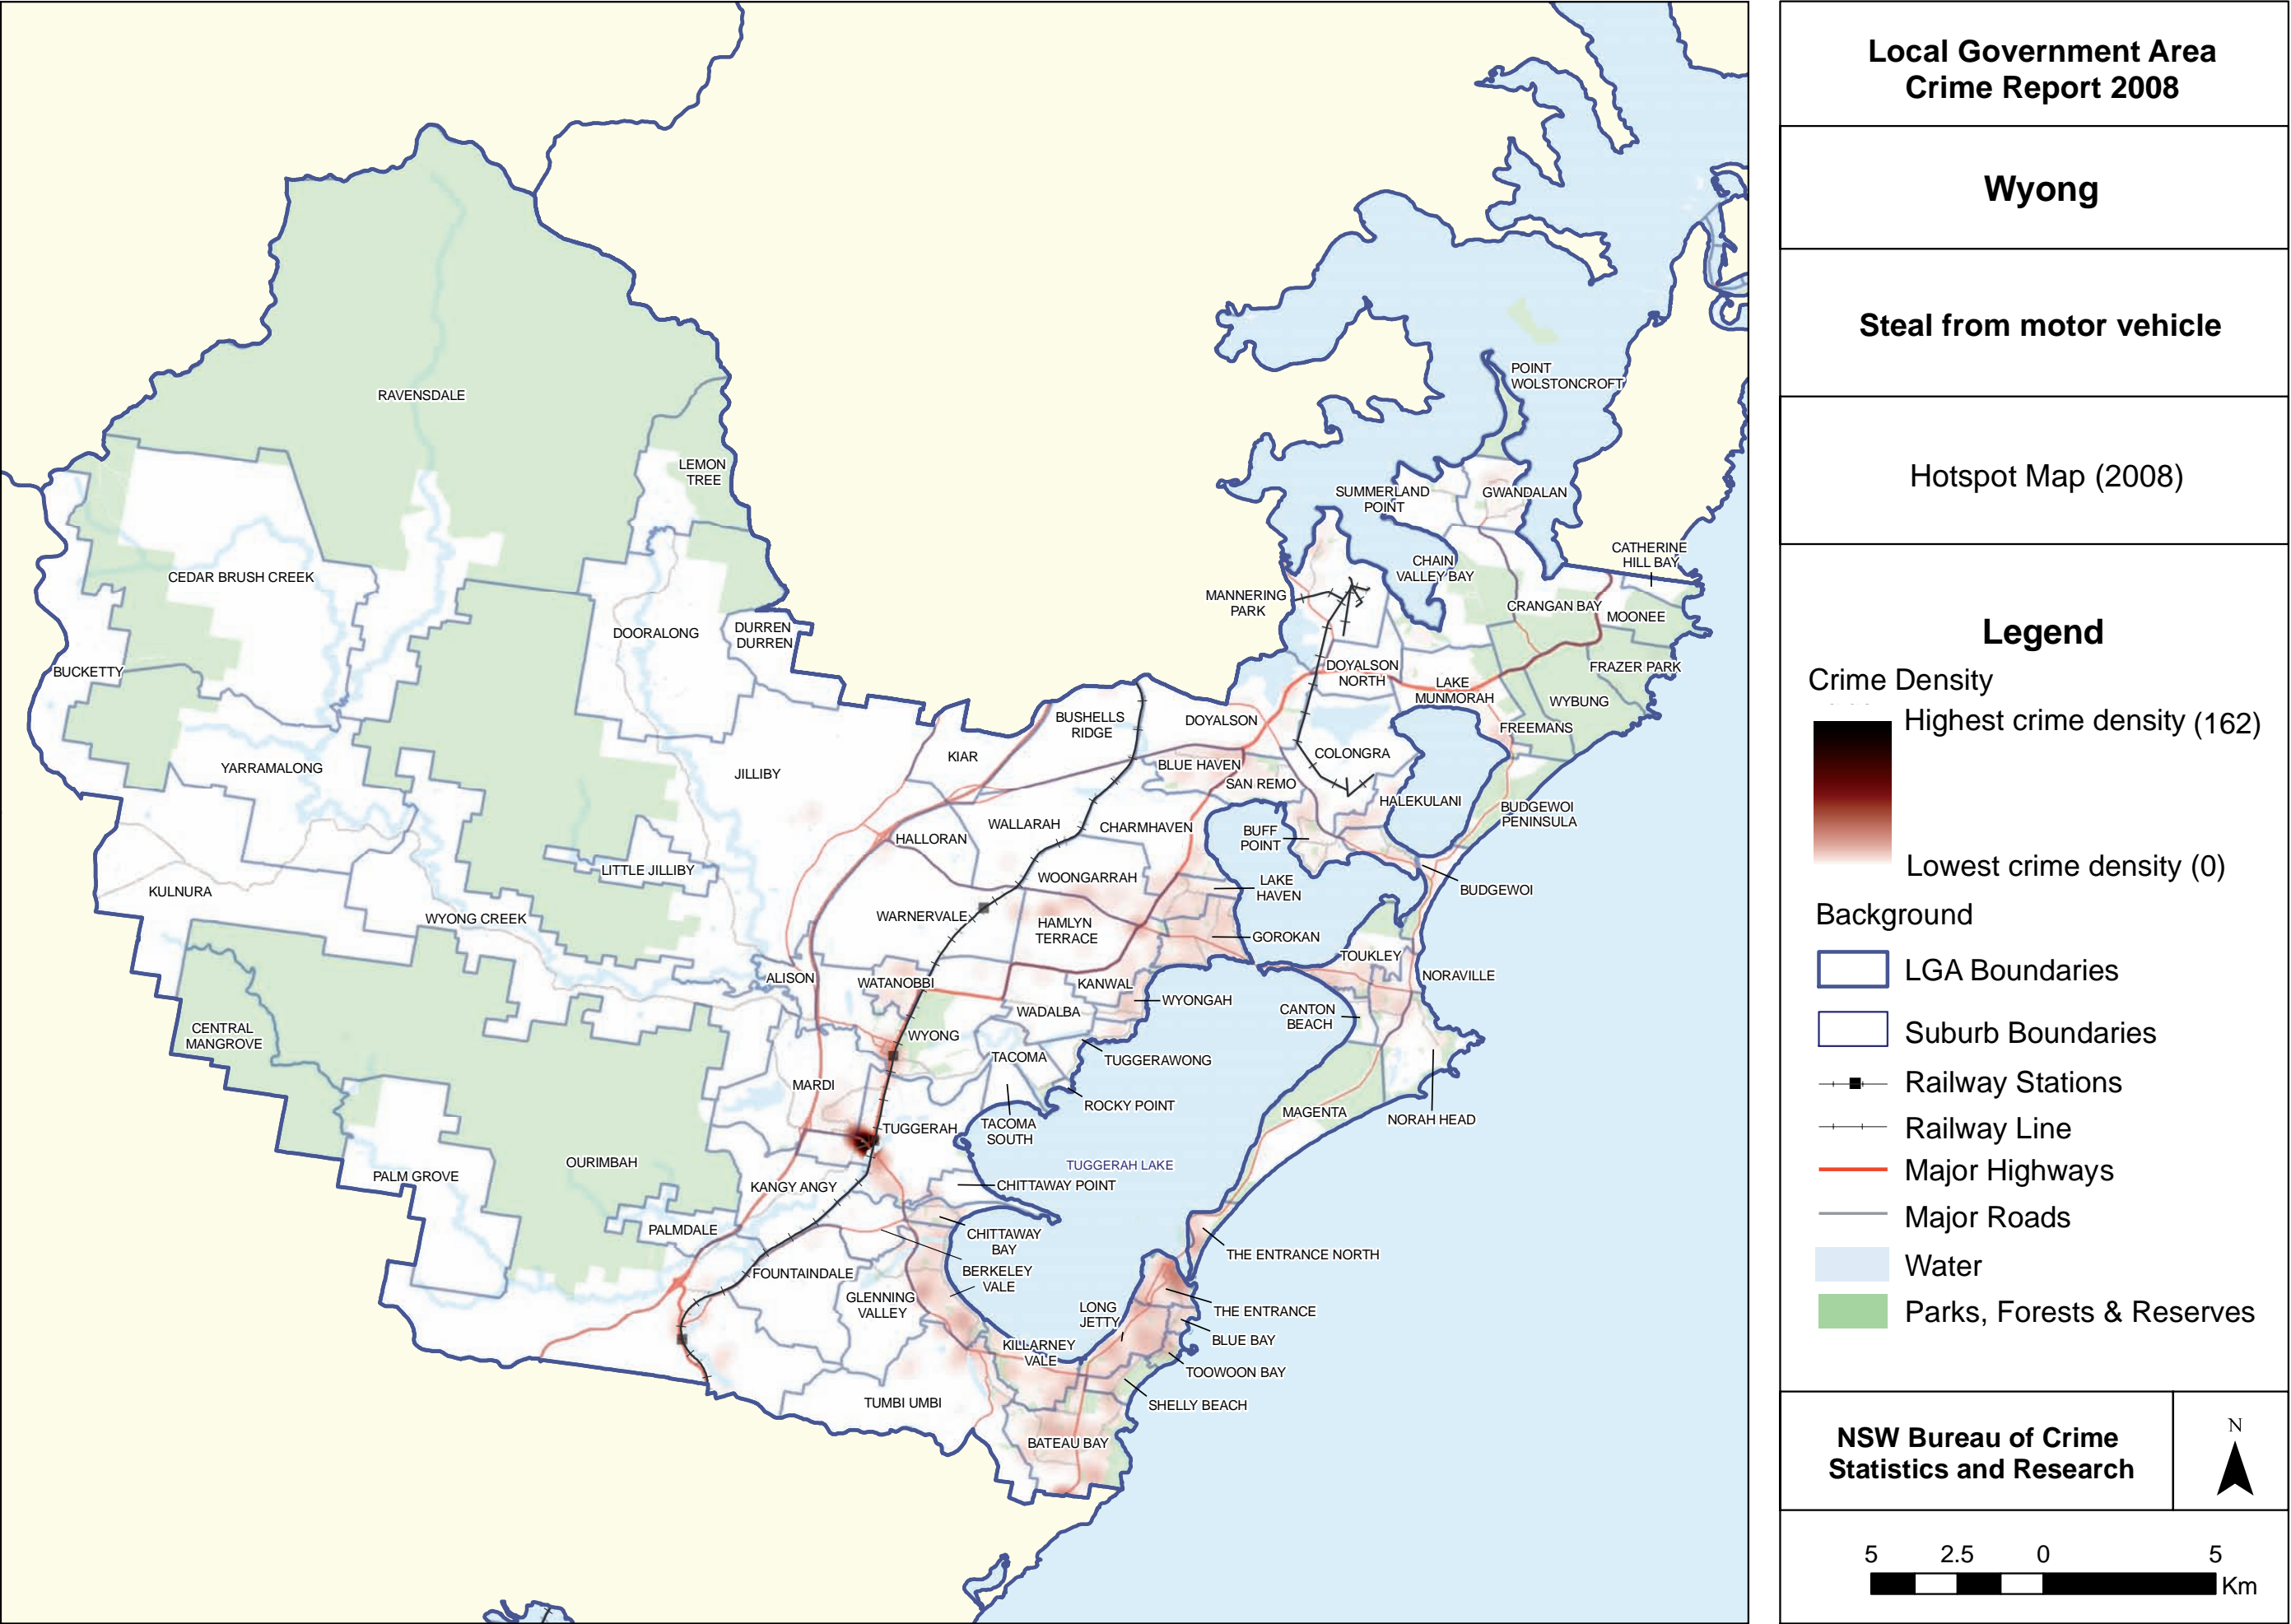 Local Government Area
Crime Report 2008
Wyong
Steal from motor vehicle
Hotspot Map (2008)
Legend
Crime Density
Highest crime density (162)
Lowest crime density (0)
Background
LGA Boundaries
Suburb Boundaries
Railway Stations
Railway Line
Major Highways
Major Roads
Water
Parks, Forests & Reserves
NSW Bureau of Crime
Statistics and Research
N
5 2.5 0 5
Km
POINT
WOLSTONCROFT
RAVENSDALE
LEMON
TREE
SUMMERLAND
POINT
GWANDALAN
CATHERINE
HILL BAY
CHAIN
VALLEY BAY
CEDAR BRUSH CREEK
MANNERING
PARK
CRANGAN BAY
MOONEE
DOORALONG
DURREN
DURREN
BUCKETTY
DOYALSON
NORTH
FRAZER PARK
LAKE
MUNMORAH
WYBUNG
BUSHELLS
RIDGE
DOYALSON
FREEMANS
KIAR
COLONGRA
YARRAMALONG
JILLIBY
BLUE HAVEN
SAN REMO
HALEKULANI
BUDGEWOI
PENINSULA
WALLARAH
CHARMHAVEN
HALLORAN
BUFF
POINT
LITTLE JILLIBY
WOONGARRAH
LAKE
HAVEN
BUDGEWOI
KULNURA
WYONG CREEK
WARNERVALE
HAMLYN
TERRACE
GOROKAN
TOUKLEY
ALISON
WATANOBBI
KANWAL
NORAVILLE
WYONGAH
WADALBA
CANTON
BEACH
CENTRAL
MANGROVE
WYONG
TACOMA
TUGGERAWONG
MARDI
ROCKY POINT
MAGENTA
NORAH HEAD
TUGGERAH
TACOMA
SOUTH
OURIMBAH
TUGGERAH LAKE
PALM GROVE
KANGY ANGY
CHITTAWAY POINT
PALMDALE
CHITTAWAY
BAY
THE ENTRANCE NORTH
FOUNTAINDALE
BERKELEY
VALE
GLENNING
VALLEY
LONG
JETTY
THE ENTRANCE
BLUE BAY
KILLARNEY
VALE
TOOWOON BAY
TUMBI UMBI
SHELLY BEACH
BATEAU BAY